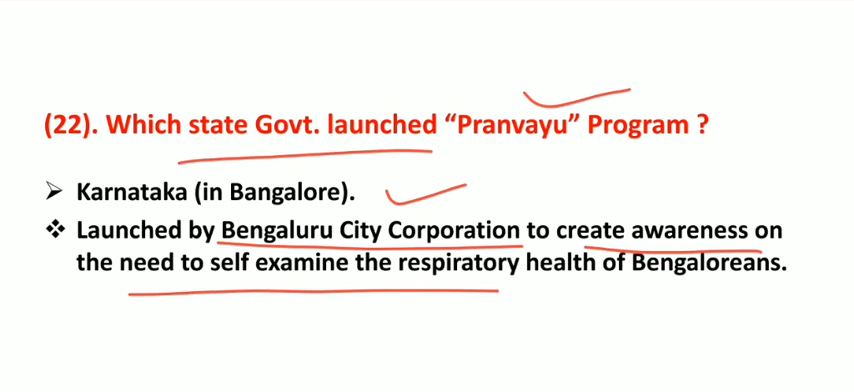 (22). Which state Govt. launched “Pranvayu” Program ?
➢ Karnataka (in Bangalore).
❖ Launched by Bengaluru City Corporation to create awareness on
the need to self examine the respiratory health of Bengaloreans.